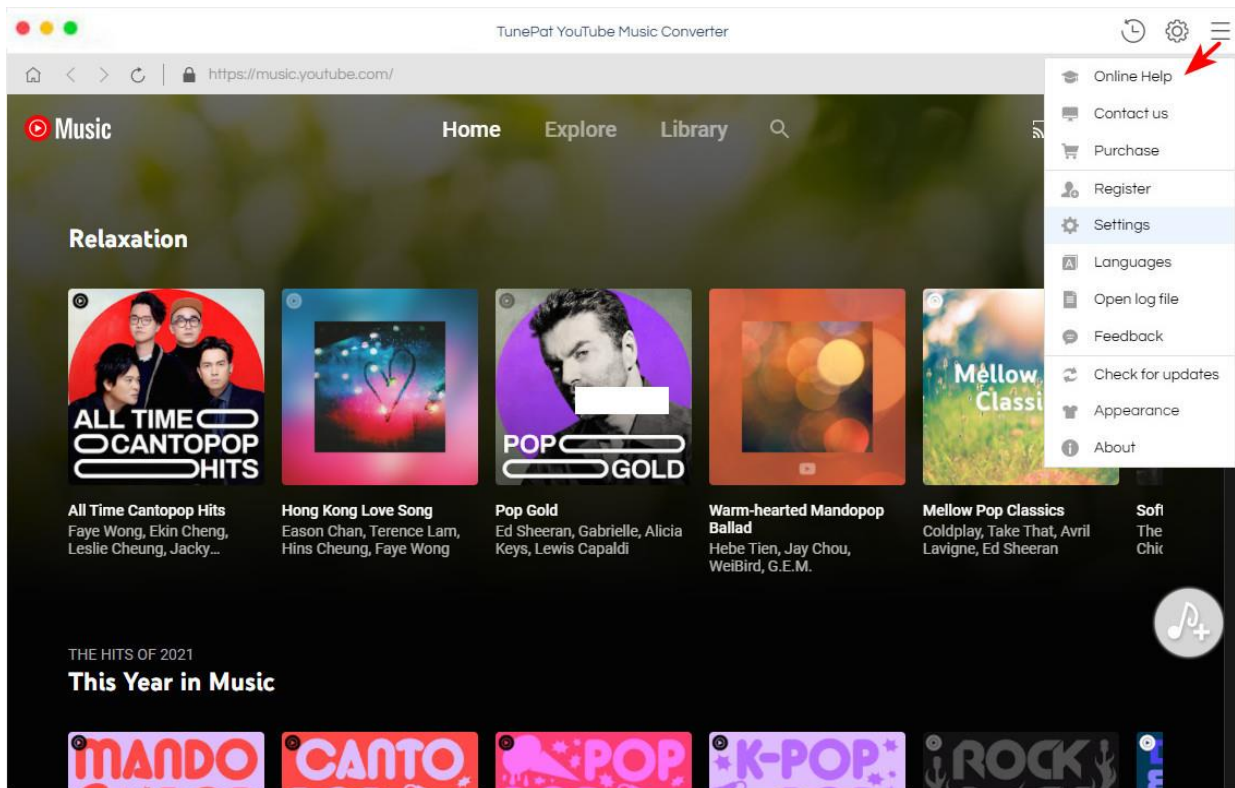 TunePat YouTube Music Converter
https://music.youtube.com/
Online Help
Contact us
Purchase
Register
Settings
Languages
Open log file
Feedback
Check for updates
Appearance
About
Music
Home
Explore
Library
Relaxation
ALL TIME
CANTOPOP
HITS
POP
GOLD
Mellow
Classi
All Time Cantopop Hits
Faye Wong, Ekin Cheng,
Leslie Cheung, Jacky...
Hong Kong Love Song
Eason Chan, Terence Lam,
Hins Cheung, Faye Wong
Pop Gold
Ed Sheeran, Gabrielle, Alicia
Keys, Lewis Capaldi
Warm-hearted Mandopop
Ballad
Hebe Tien, Jay Chou,
WeiBird, G.E.M.
Mellow Pop Classics
Coldplay, Take That, Avril
Lavigne, Ed Sheeran
Soft
The
Chic
THE HITS OF 2021
This Year in Music
MANDO
CANTO
POP
K-POP
ROCK